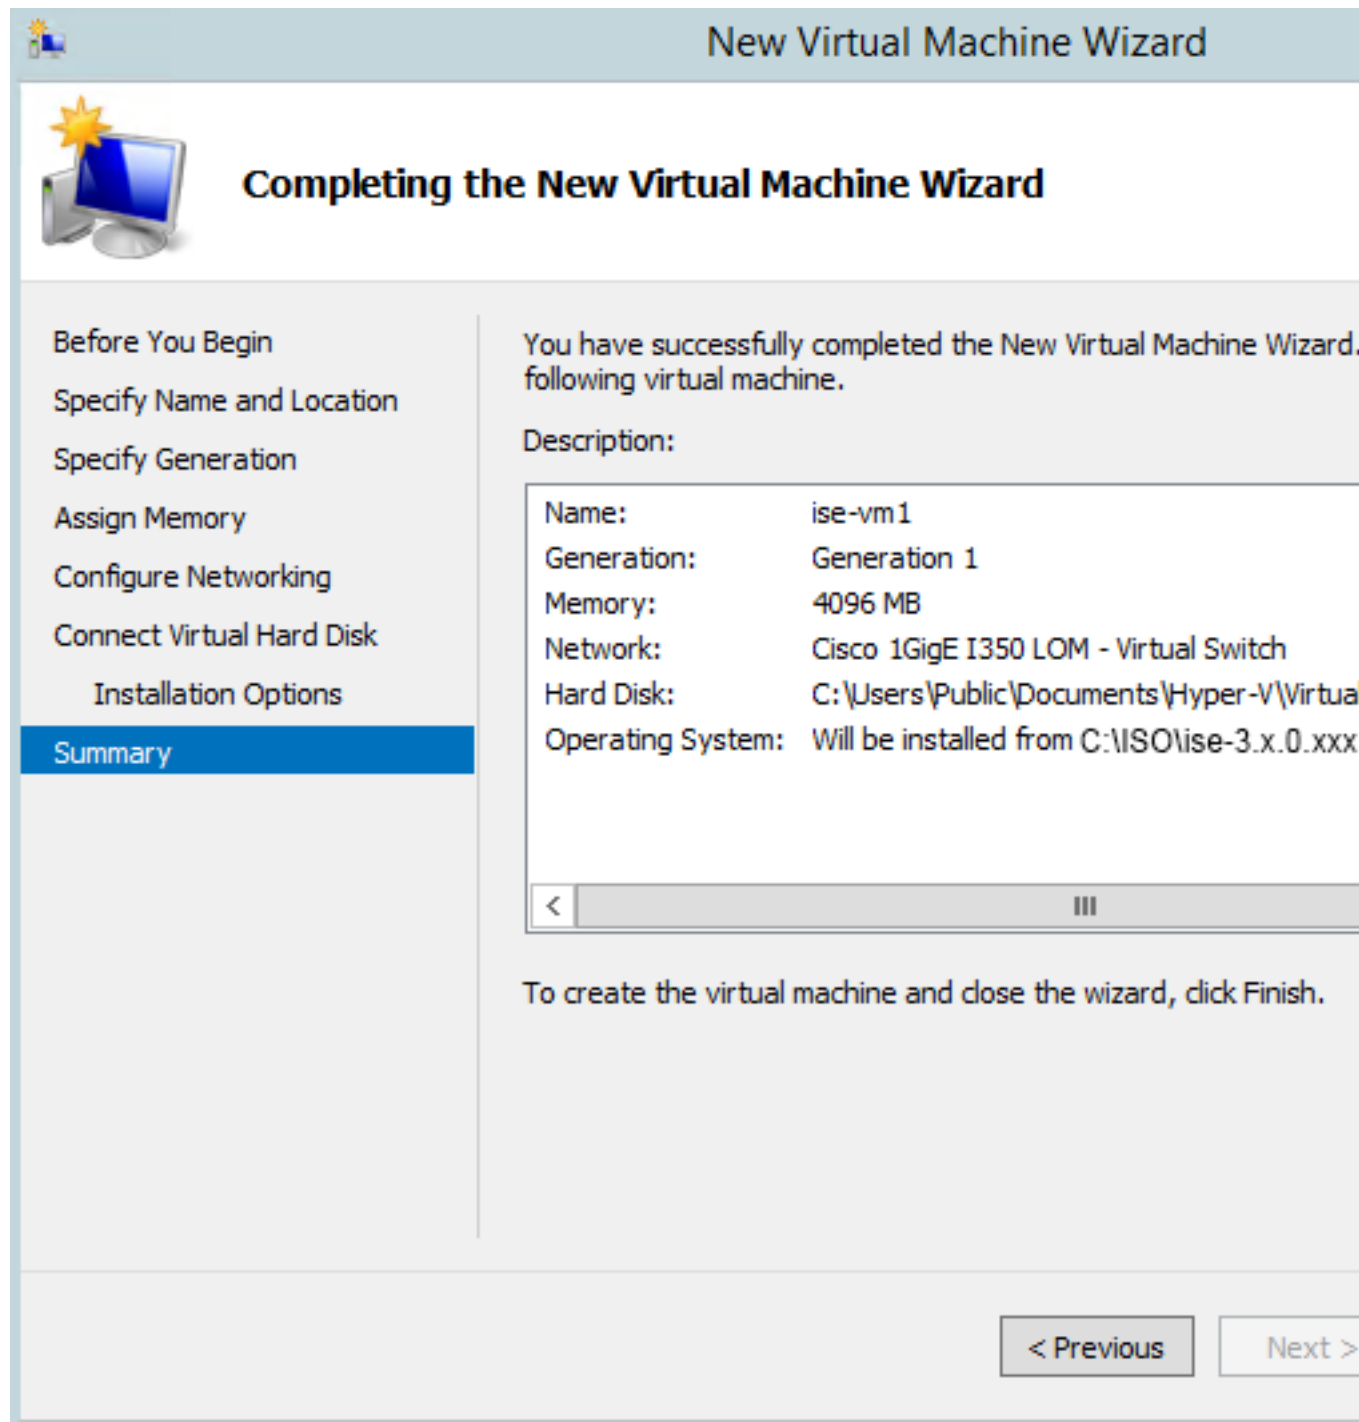 New Virtual Machine Wizard
Completing the New Virtual Machine Wizard
Before You Begin
Specify Name and Location
Specify Generation
Assign Memory
Configure Networking
Connect Virtual Hard Disk
Installation Options
Summary
You have successfully completed the New Virtual Machine Wizard.
following virtual machine.
Description:
Name: ise-vm1
Generation: Generation 1
Memory: 4096 MB
Network: Cisco 1GigE I350 LOM - Virtual Switch
Hard Disk: C:\Users\Public\Documents\Hyper-V\Virtual
Operating System: Will be installed from C:\ISO\ise-3.x.0.xxx
To create the virtual machine and close the wizard, click Finish.
< Previous
Next >